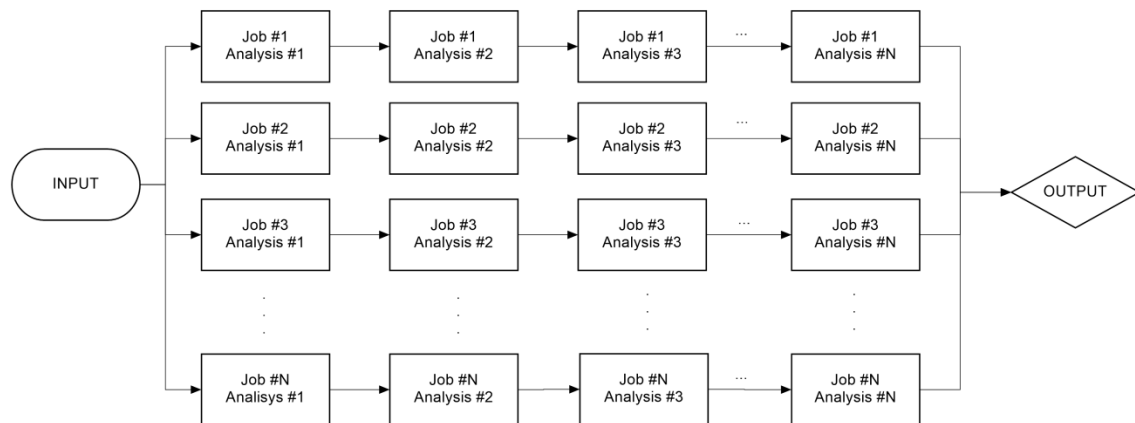 Job #1
Analysis #1
Job #1
Analysis #2
Job #1
Analysis #3
...
Job #1
Analysis #N
Job #2
Analysis #1
Job #2
Analysis #2
Job #2
Analysis #3
...
Job #2
Analysis #N
INPUT
OUTPUT
Job #3
Analysis #1
Job #3
Analysis #2
Job #3
Analysis #3
...
Job #3
Analysis #N
Job #N
Analisys #1
Job #N
Analysis #2
Job #N
Analysis #3
...
Job #N
Analysis #N